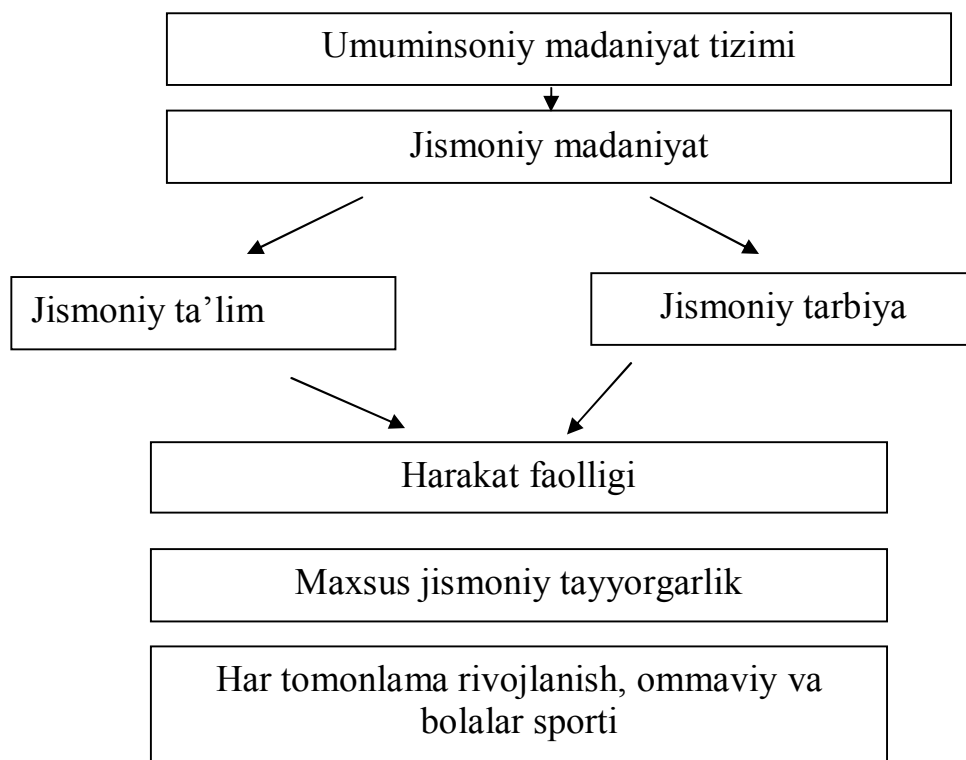 Umuminsoniy madaniyat tizimi
Jismoniy madaniyat
Jismoniy ta’lim
Jismoniy tarbiya
Harakat faolligi
Maxsus jismoniy tayyorgarlik
Har tomonlama rivojlanish, ommaviy va
bolalar sporti